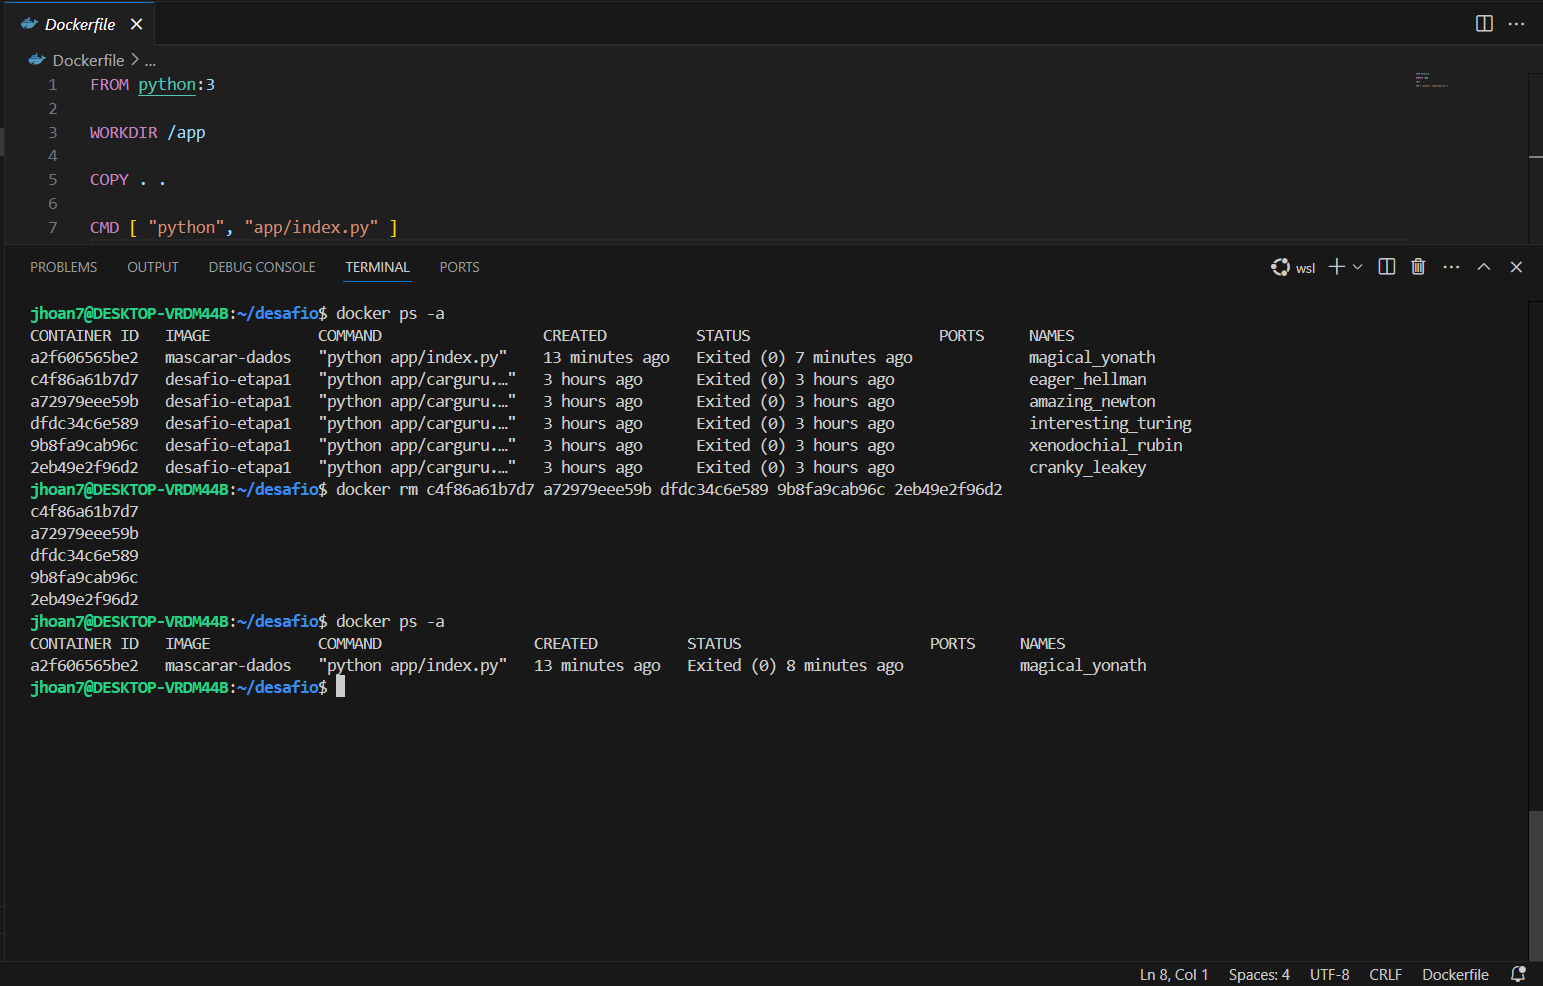 Dockerfile
Dockerfile > ...
1 FROM python:3
2
3 WORKDIR /app
4
5 COPY . .
6
7 CMD [ "python", "app/index.py" ]
PROBLEMS OUTPUT DEBUG CONSOLE TERMINAL PORTS wsl
jhoan7@DESKTOP-VRDM44B:~/desafio$ docker ps -a
CONTAINER ID IMAGE COMMAND CREATED STATUS PORTS NAMES
a2f606565be2 mascarar-dados "python app/index.py" 13 minutes ago Exited (0) 7 minutes ago magical_yonath
c4f86a61b7d7 desafio-etapa1 "python app/carguru.…" 3 hours ago Exited (0) 3 hours ago eager_hellman
a72979eee59b desafio-etapa1 "python app/carguru.…" 3 hours ago Exited (0) 3 hours ago amazing_newton
dfdc34c6e589 desafio-etapa1 "python app/carguru.…" 3 hours ago Exited (0) 3 hours ago interesting_turing
9b8fa9cab96c desafio-etapa1 "python app/carguru.…" 3 hours ago Exited (0) 3 hours ago xenodochial_rubin
2eb49e2f96d2 desafio-etapa1 "python app/carguru.…" 3 hours ago Exited (0) 3 hours ago cranky_leakey
jhoan7@DESKTOP-VRDM44B:~/desafio$ docker rm c4f86a61b7d7 a72979eee59b dfdc34c6e589 9b8fa9cab96c 2eb49e2f96d2
c4f86a61b7d7
a72979eee59b
dfdc34c6e589
9b8fa9cab96c
2eb49e2f96d2
jhoan7@DESKTOP-VRDM44B:~/desafio$ docker ps -a
CONTAINER ID IMAGE COMMAND CREATED STATUS PORTS NAMES
a2f606565be2 mascarar-dados "python app/index.py" 13 minutes ago Exited (0) 8 minutes ago magical_yonath
jhoan7@DESKTOP-VRDM44B:~/desafio$
Ln 8, Col 1 Spaces: 4 UTF-8 CRLF Dockerfile